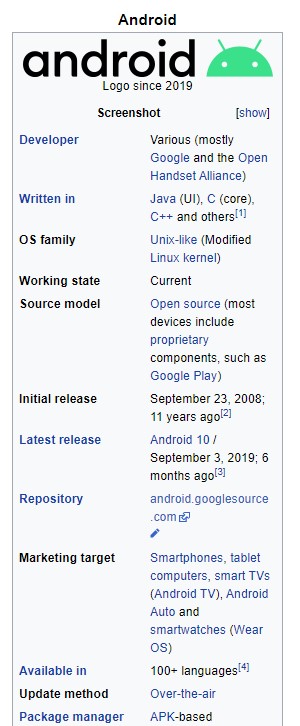 Android
android
Logo since 2019
Screenshot [show]
Developer Various (mostly
Google and the Open
Handset Alliance)
Written in Java (UI), C (core),
C++ and others[1]
OS family Unix-like (Modified
Linux kernel)
Working state Current
Source model Open source (most
devices include
proprietary
components, such as
Google Play)
Initial release September 23, 2008;
11 years ago[2]
Latest release Android 10 /
September 3, 2019; 6
months ago[3]
Repository android.googlesource
.com
Marketing target Smartphones, tablet
computers, smart TVs
(Android TV), Android
Auto and
smartwatches (Wear
OS)
Available in 100+ languages[4]
Update method Over-the-air
Package manager APK-based